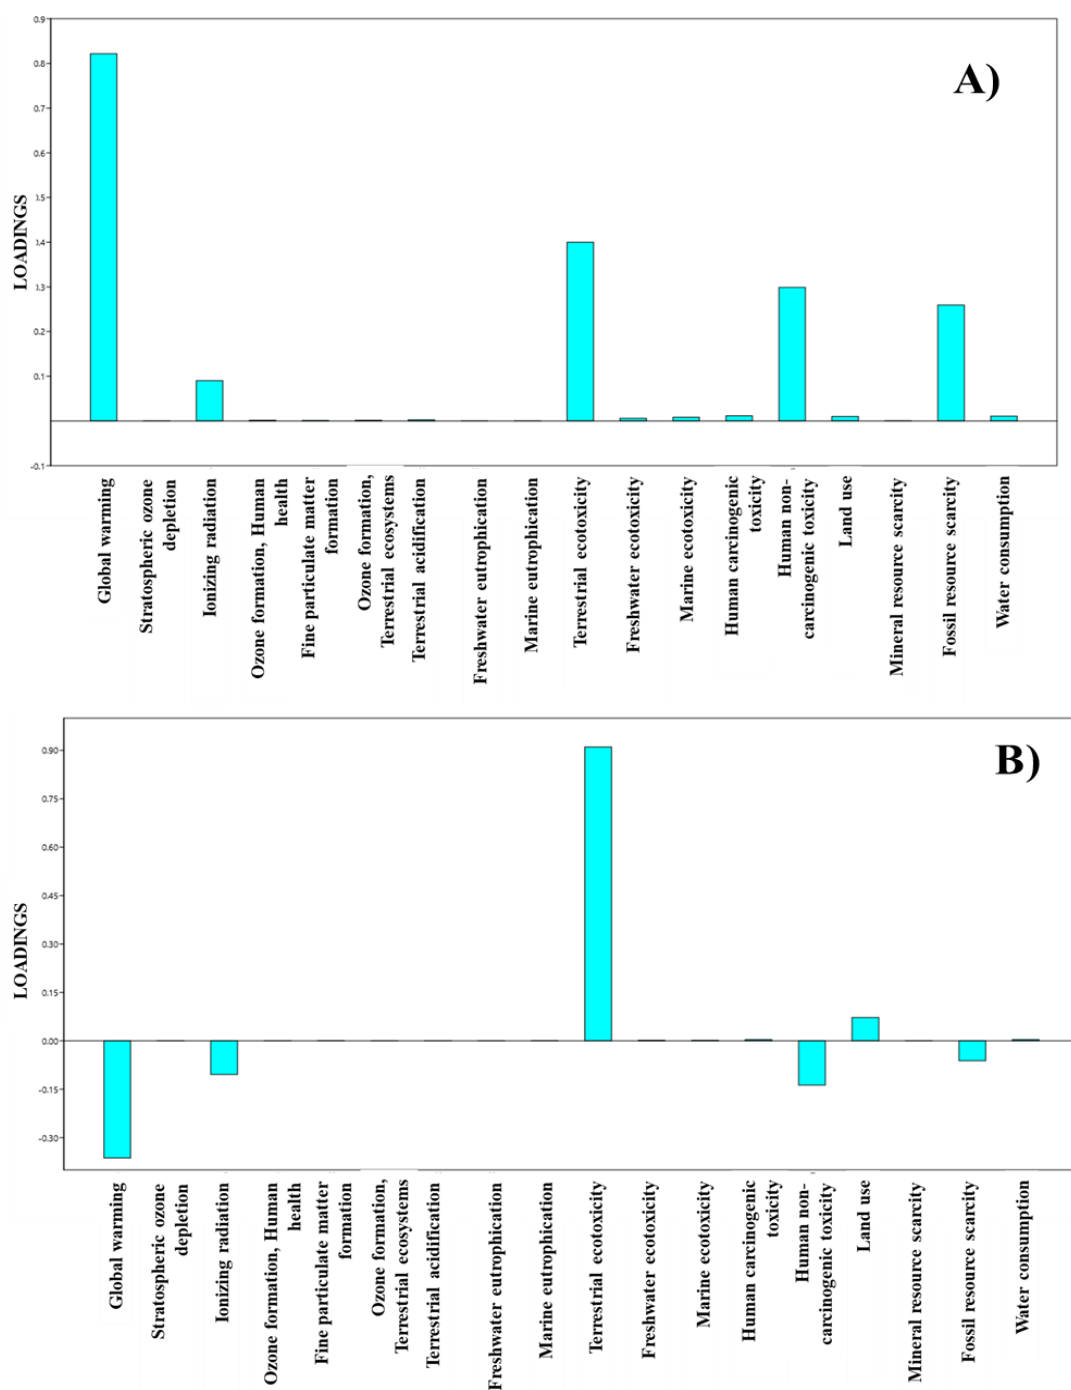 A)
LOADINGS
0.9
0.8
0.7
0.6
).5
).4
).3
0.2
0.1
-0.1
Global warming
Stratospheric ozone
depletion
Ionizing radiation
Ozone formation, Human
health
Fine particulate matter
formation
Ozone formation,
Terrestrial ecosystems
Terrestrial acidification
Freshwater eutrophication
Marine eutrophication
Terrestrial ecotoxicity
Freshwater ecotoxicity
Marine ecotoxicity
Human carcinogenic
toxicity
Human non-
carcinogenic toxicity
Land use
Mineral resource scarcity
Fossil resource scarcity
Water consumption
B)
LOADINGS
0.90
0.75
0.60
0.45
0.30
0.15
0.00
-0.15
-0.30
Global warming
Stratospheric ozone
depletion
Ionizing radiation
Ozone formation, Human
health
Fine particulate matter
formation
Ozone formation,
Terrestrial ecosystems
Terrestrial acidification
Freshwater eutrophication
Marine eutrophication
Terrestrial ecotoxicity
Freshwater ecotoxicity
Marine ecotoxicity
Human carcinogenic
toxicity
Human non-
carcinogenic toxicity
Land use
Mineral resource scarcity
Fossil resource scarcity
Water consumption